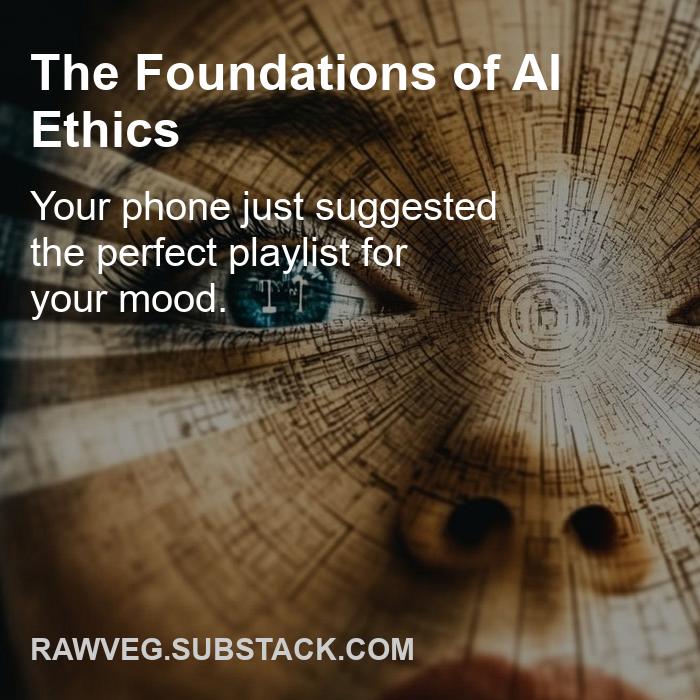 The Foundations of AI
Ethics
Your phone just suggested
the perfect playlist for
your mood.
RAWVEG.SUBSTACK.COM